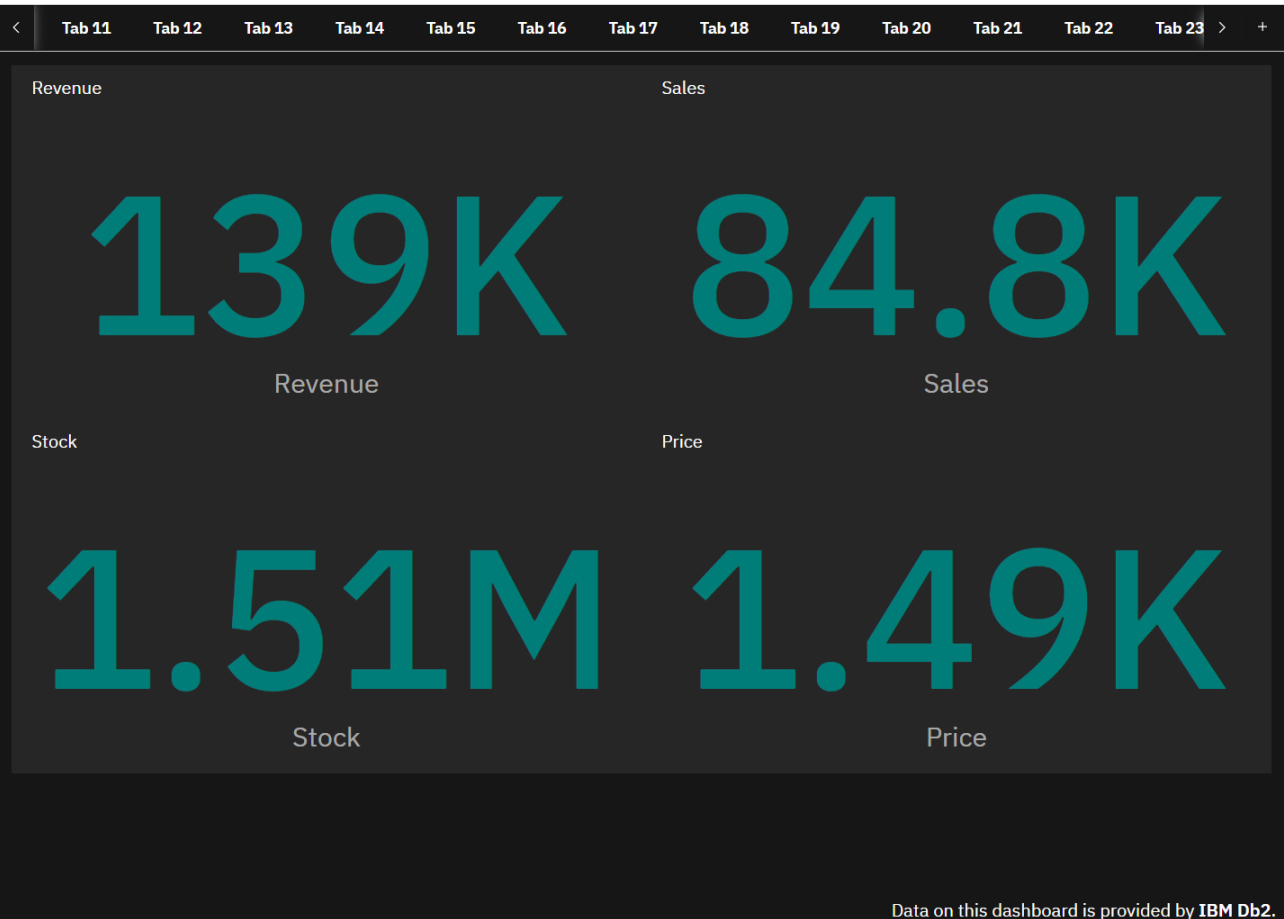 Tab 11 Tab 12 Tab 13 Tab 14 Tab 15 Tab 16 Tab 17 Tab 18 Tab 19 Tab 20 Tab 21 Tab 22 Tab 23
Revenue
139K
Revenue
Sales
84.8K
Sales
Stock
1.51M
Stock
Price
1.49K
Price
Data on this dashboard is provided by IBM Db2.